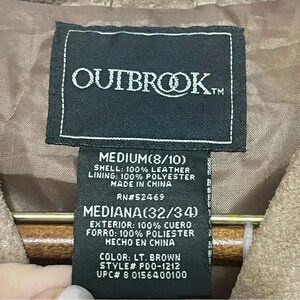 OUTBROOK™
MEDIUM(8/10)
SHELL: 100% LEATHER
LINING: 100% POLYESTER
MADE IN CHINA
RN#52469
MEDIANA(32/34)
EXTERIOR: 100% CUERO
FORRO: 100% POLIESTER
HECHO EN CHINA
COLOR: LT. BROWN
STYLE# PDO-1212
UPC# 8 0156400100